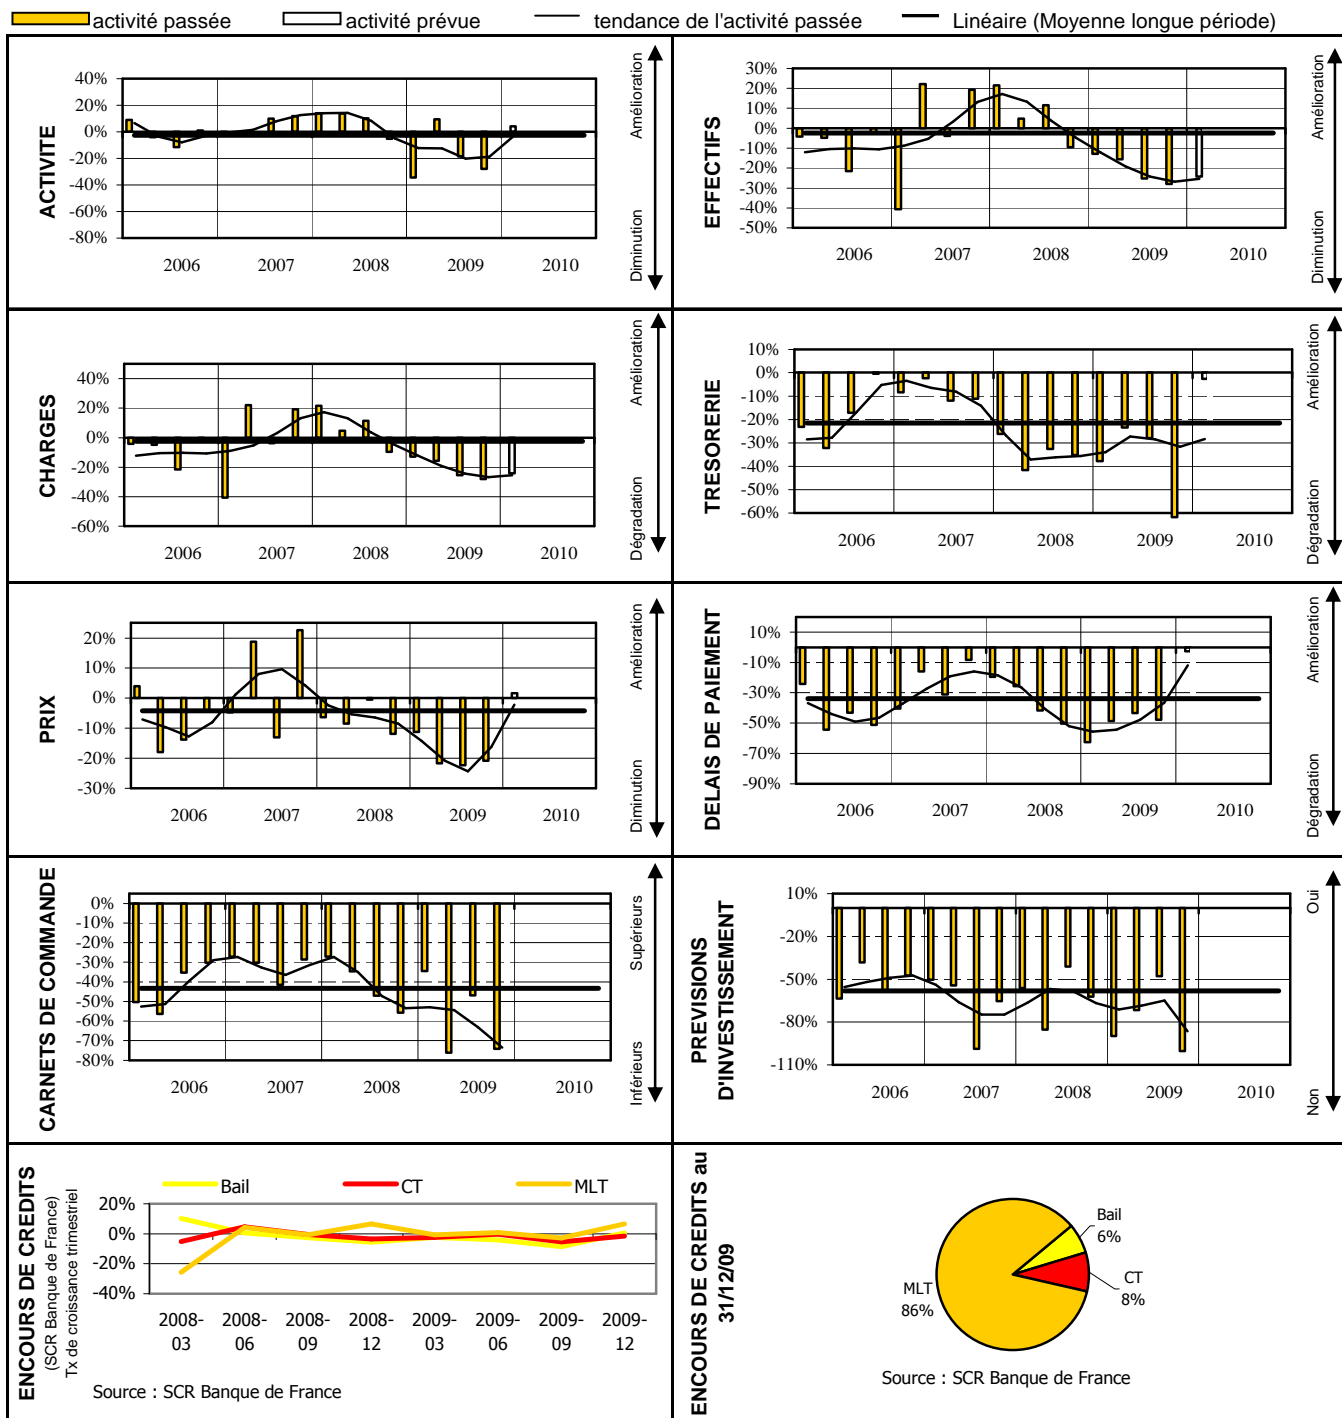 activité passée activité prévue tendance de l'activité passée Linéaire (Moyenne longue période)
ACTIVITE
40%
20%
0%
-20%
-40%
-60%
-80%
2006 2007 2008 2009 2010
Amélioration
Diminution
EFFECTIFS
30%
20%
10%
0%
-10%
-20%
-30%
-40%
-50%
2006 2007 2008 2009 2010
Amélioration
Diminution
CHARGES
40%
20%
0%
-20%
-40%
-60%
2006 2007 2008 2009 2010
Amélioration
Dégradation
TRESORERIE
10%
0%
-10%
-20%
-30%
-40%
-50%
-60%
2006 2007 2008 2009 2010
Amélioration
Dégradation
PRIX
20%
10%
0%
-10%
-20%
-30%
2006 2007 2008 2009 2010
Amélioration
Diminution
DELAIS DE PAIEMENT
10%
-10%
-30%
-50%
-70%
-90%
2006 2007 2008 2009 2010
Amélioration
Dégradation
CARNETS DE COMMANDE
0%
-10%
-20%
-30%
-40%
-50%
-60%
-70%
-80%
2006 2007 2008 2009 2010
Supérieurs
Inférieurs
PREVISIONS
D'INVESTISSEMENT
10%
-20%
-50%
-80%
-110%
2006 2007 2008 2009 2010
Oui
Non
ENCOURS DE CREDITS
(SCR Banque de France)
Tx de croissance trimestriel
Bail CT MLT
20%
0%
-20%
-40%
2008- 2008- 2008- 2008- 2009- 2009- 2009- 2009-
03 06 09 12 03 06 09 12
Source : SCR Banque de France
ENCOURS DE CREDITS au
31/12/09
Bail
6%
CT
8%
MLT
86%
Source : SCR Banque de France